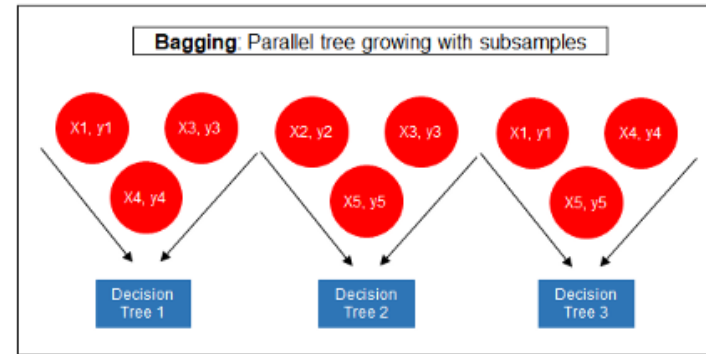 Bagging: Parallel tree growing with subsamples
X1, y1
X3, y3
X4, y4
X2, y2
X3, y3
X5, y5
X1, y1
X4, y4
X5, y5
Decision
Tree 1
Decision
Tree 2
Decision
Tree 3